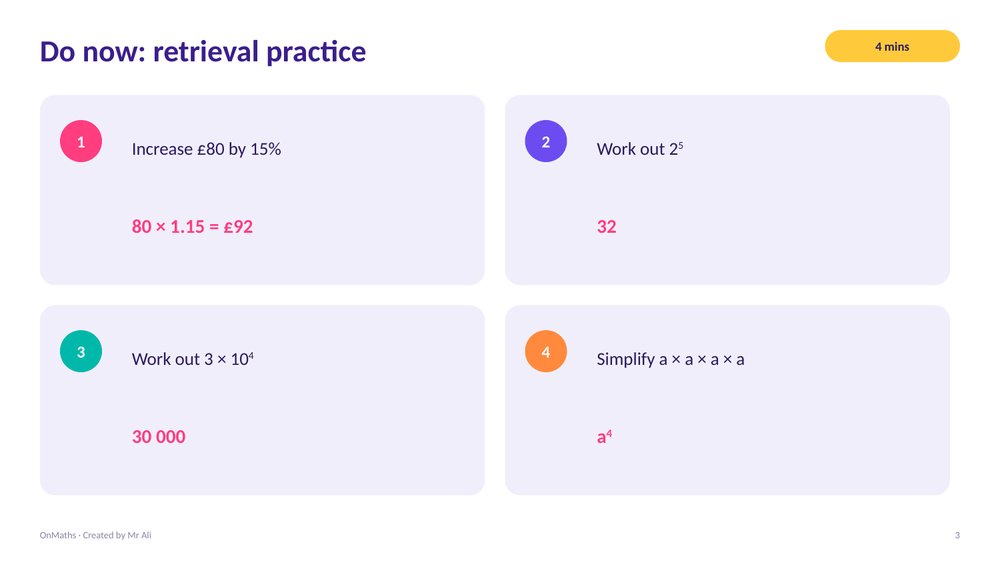 Do now: retrieval practice
4 mins
1
Increase £80 by 15%
80 × 1.15 = £92
2
Work out 2⁵
32
3
Work out 3 × 10⁴
30 000
4
Simplify a × a × a × a
a⁴
OnMaths · Created by Mr Ali
3